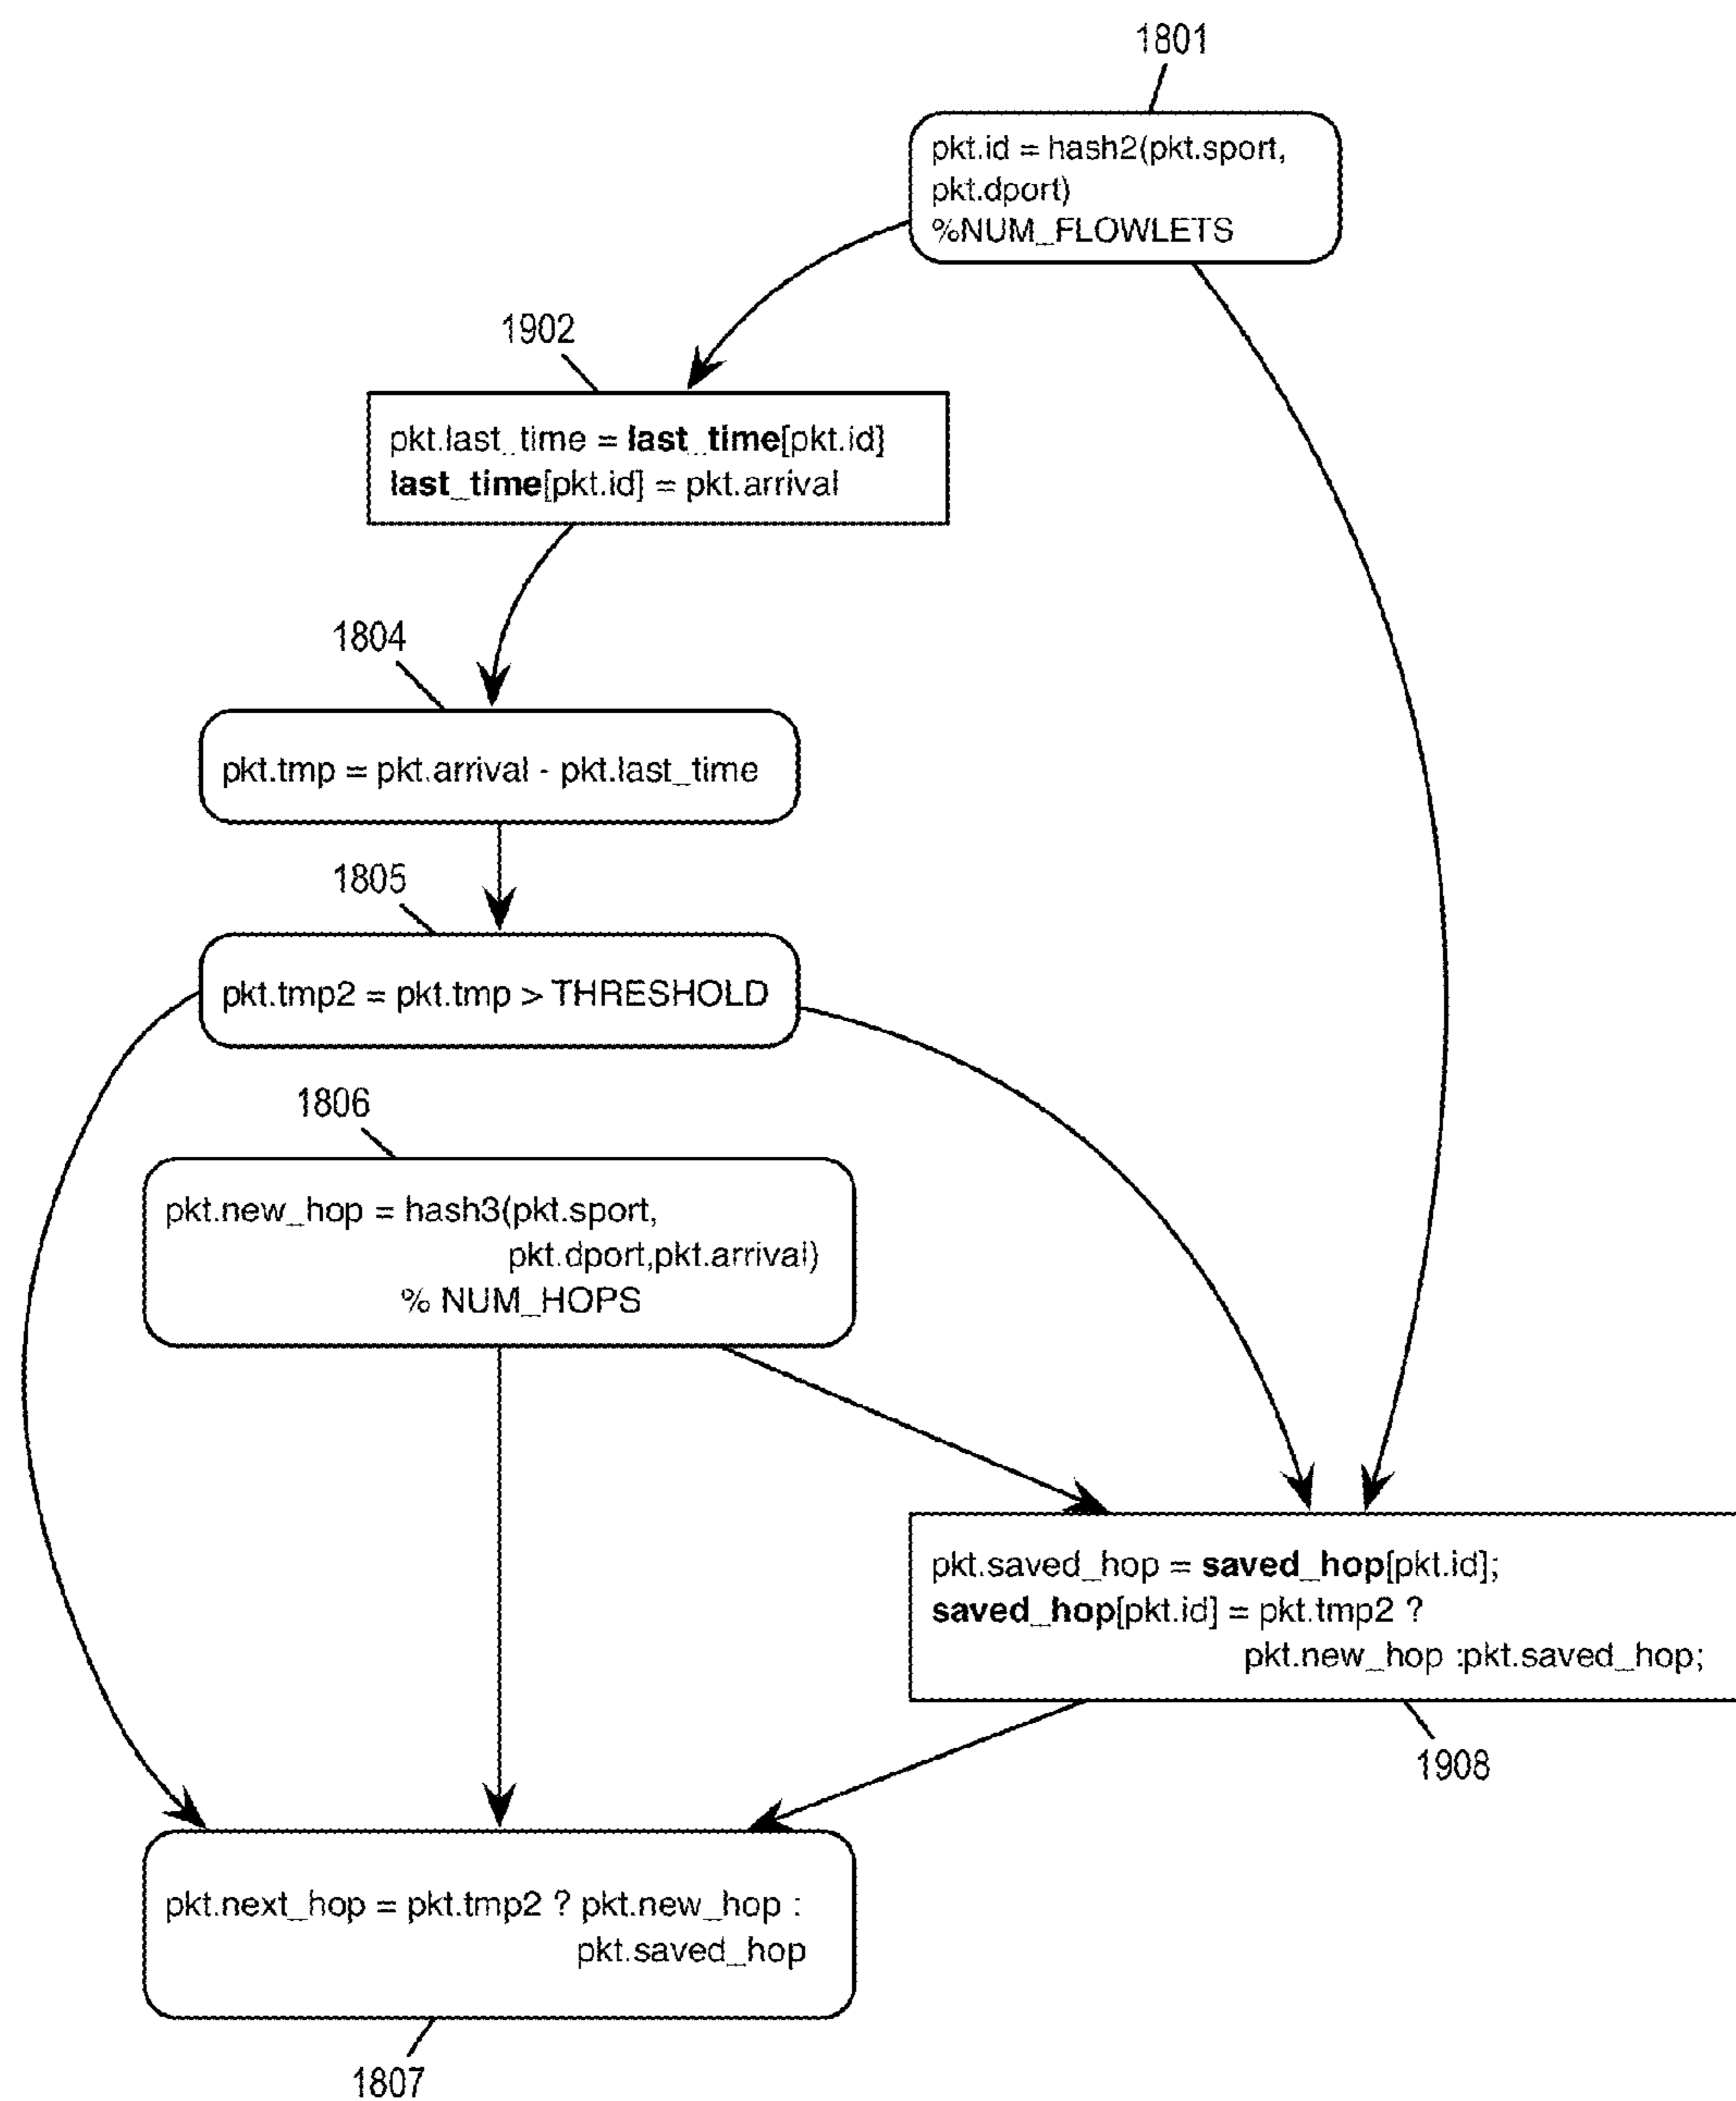 1801
pkt.id = hash2(pkt.sport,
pkt.dport)
%NUM_FLOWLETS
1902
pkt.last_time = last_time[pkt.id]
last_time[pkt.id] = pkt.arrival
1804
pkt.tmp = pkt.arrival - pkt.last_time
1805
pkt.tmp2 = pkt.tmp > THRESHOLD
1806
pkt.new_hop = hash3(pkt.sport,
pkt.dport,pkt.arrival)
% NUM_HOPS
pkt.saved_hop = saved_hop[pkt.id];
saved_hop[pkt.id] = pkt.tmp2 ?
pkt.new_hop :pkt.saved_hop;
1908
pkt.next_hop = pkt.tmp2 ? pkt.new_hop :
pkt.saved_hop
1807